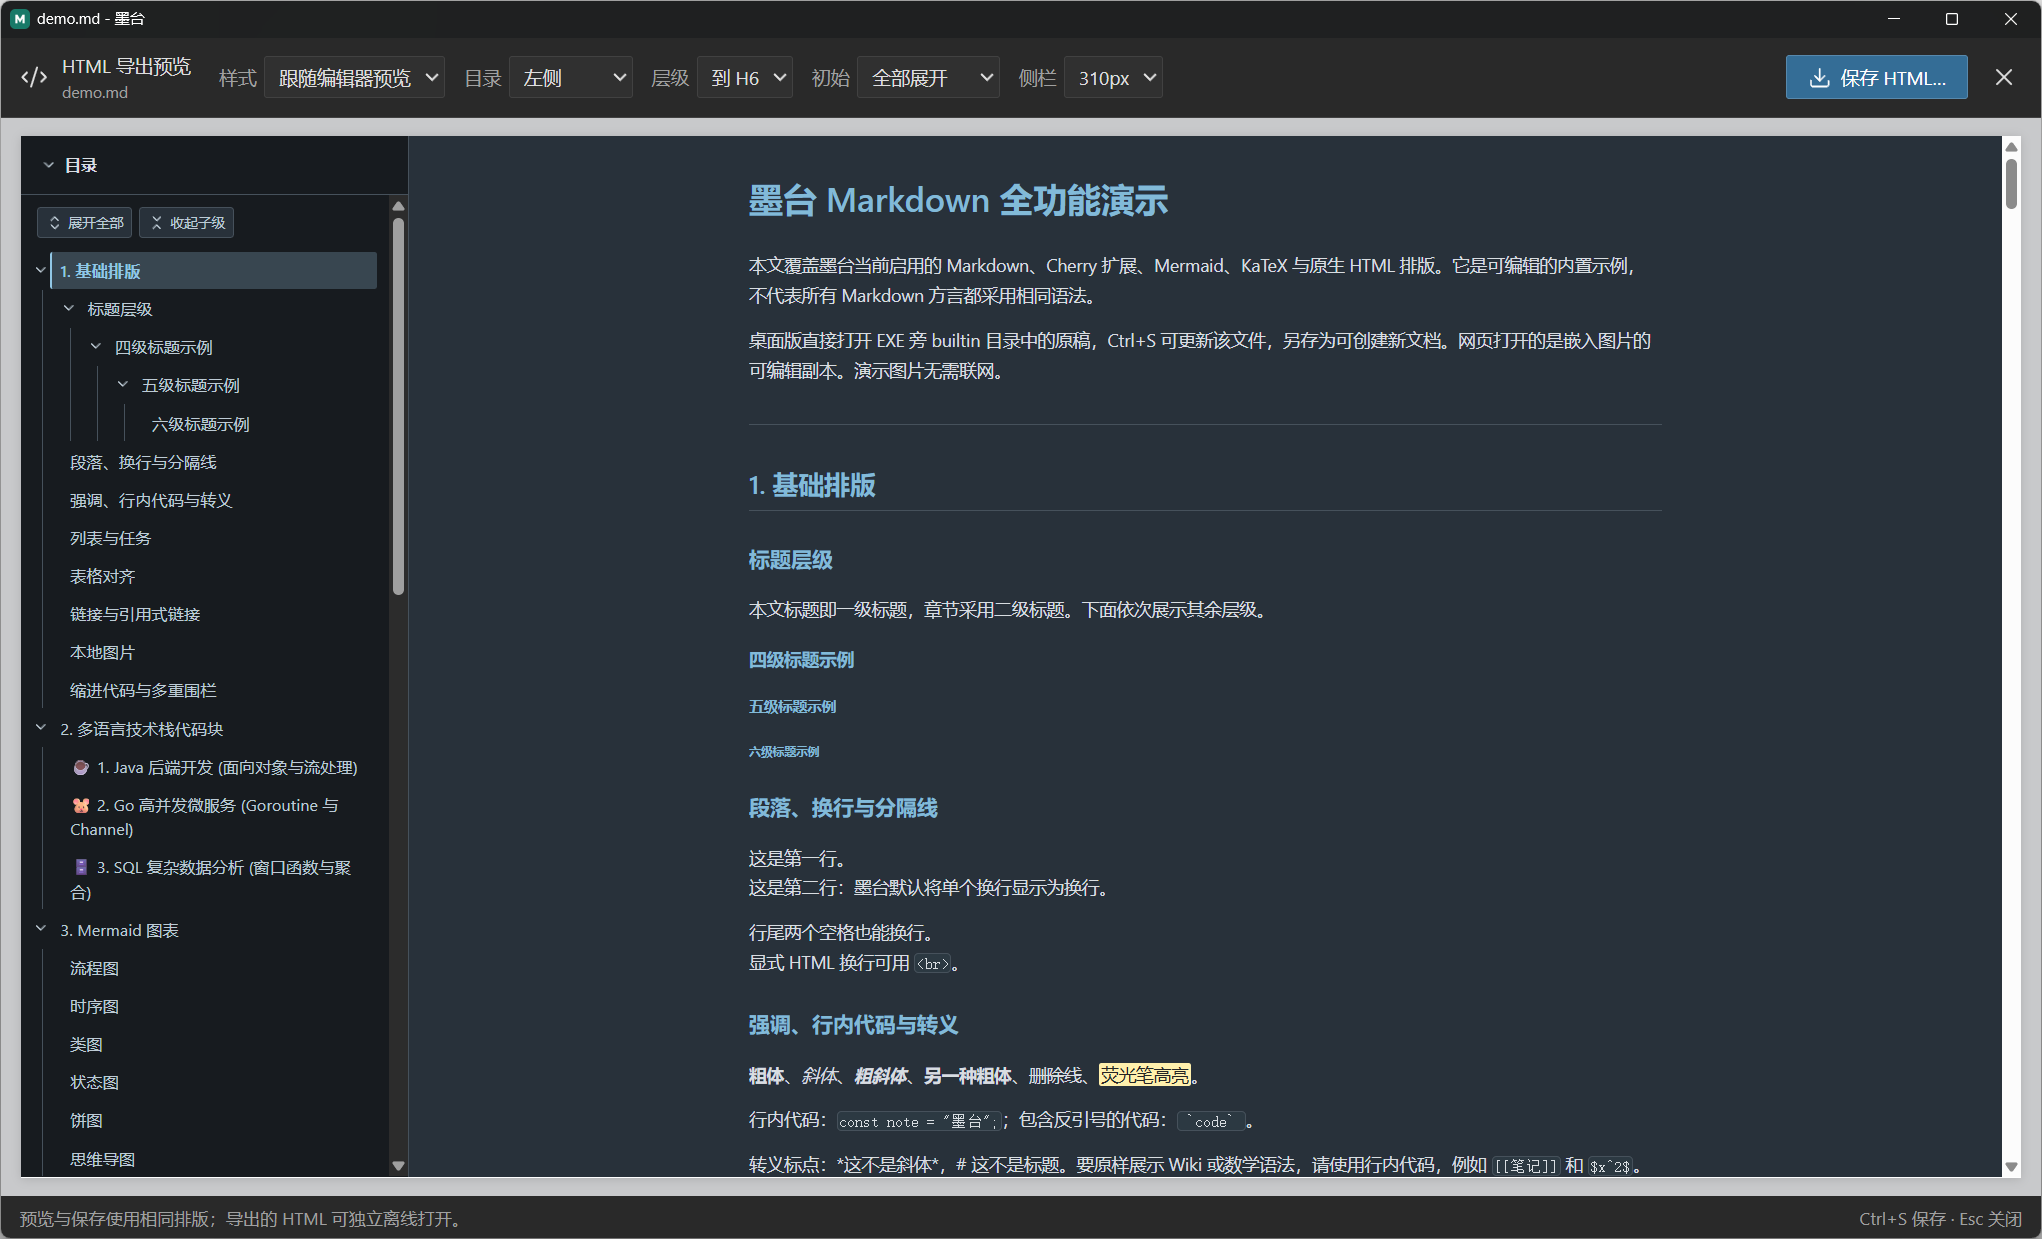 demo.md - 墨台
HTML 导出预览
demo.md
样式 跟随编辑器预览 目录 左侧 层级 到 H6 初始 全部展开 侧栏 310px
保存 HTML...
目录
展开全部 收起子级
1. 基础排版
标题层级
四级标题示例
五级标题示例
六级标题示例
段落、换行与分隔线
强调、行内代码与转义
列表与任务
表格对齐
链接与引用式链接
本地图片
缩进代码与多重围栏
2. 多语言技术栈代码块
☕ 1. Java 后端开发 (面向对象与流处理)
🐹 2. Go 高并发微服务 (Goroutine 与
Channel)
🗄️ 3. SQL 复杂数据分析 (窗口函数与聚
合)
3. Mermaid 图表
流程图
时序图
类图
状态图
饼图
思维导图
墨台 Markdown 全功能演示
本文覆盖墨台当前启用的 Markdown、Cherry 扩展、Mermaid、KaTeX 与原生 HTML 排版。它是可编辑的内置示例，
不代表所有 Markdown 方言都采用相同语法。
桌面版直接打开 EXE 旁 builtin 目录中的原稿，Ctrl+S 可更新该文件，另存为可创建新文档。网页打开的是嵌入图片的
可编辑副本。演示图片无需联网。
1. 基础排版
标题层级
本文标题即一级标题，章节采用二级标题。下面依次展示其余层级。
四级标题示例
五级标题示例
六级标题示例
段落、换行与分隔线
这是第一行。
这是第二行：墨台默认将单个换行显示为换行。
行尾两个空格也能换行。
显式 HTML 换行可用 <br>。
强调、行内代码与转义
粗体、斜体、粗斜体、另一种粗体、删除线、荧光笔高亮。
行内代码：const note = "墨台";；包含反引号的代码：`code`。
转义标点：*这不是斜体*，# 这不是标题。要原样展示 Wiki 或数学语法，请使用行内代码，例如 [[笔记]] 和 $x^2$。
预览与保存使用相同排版；导出的 HTML 可独立离线打开。
Ctrl+S 保存 · Esc 关闭